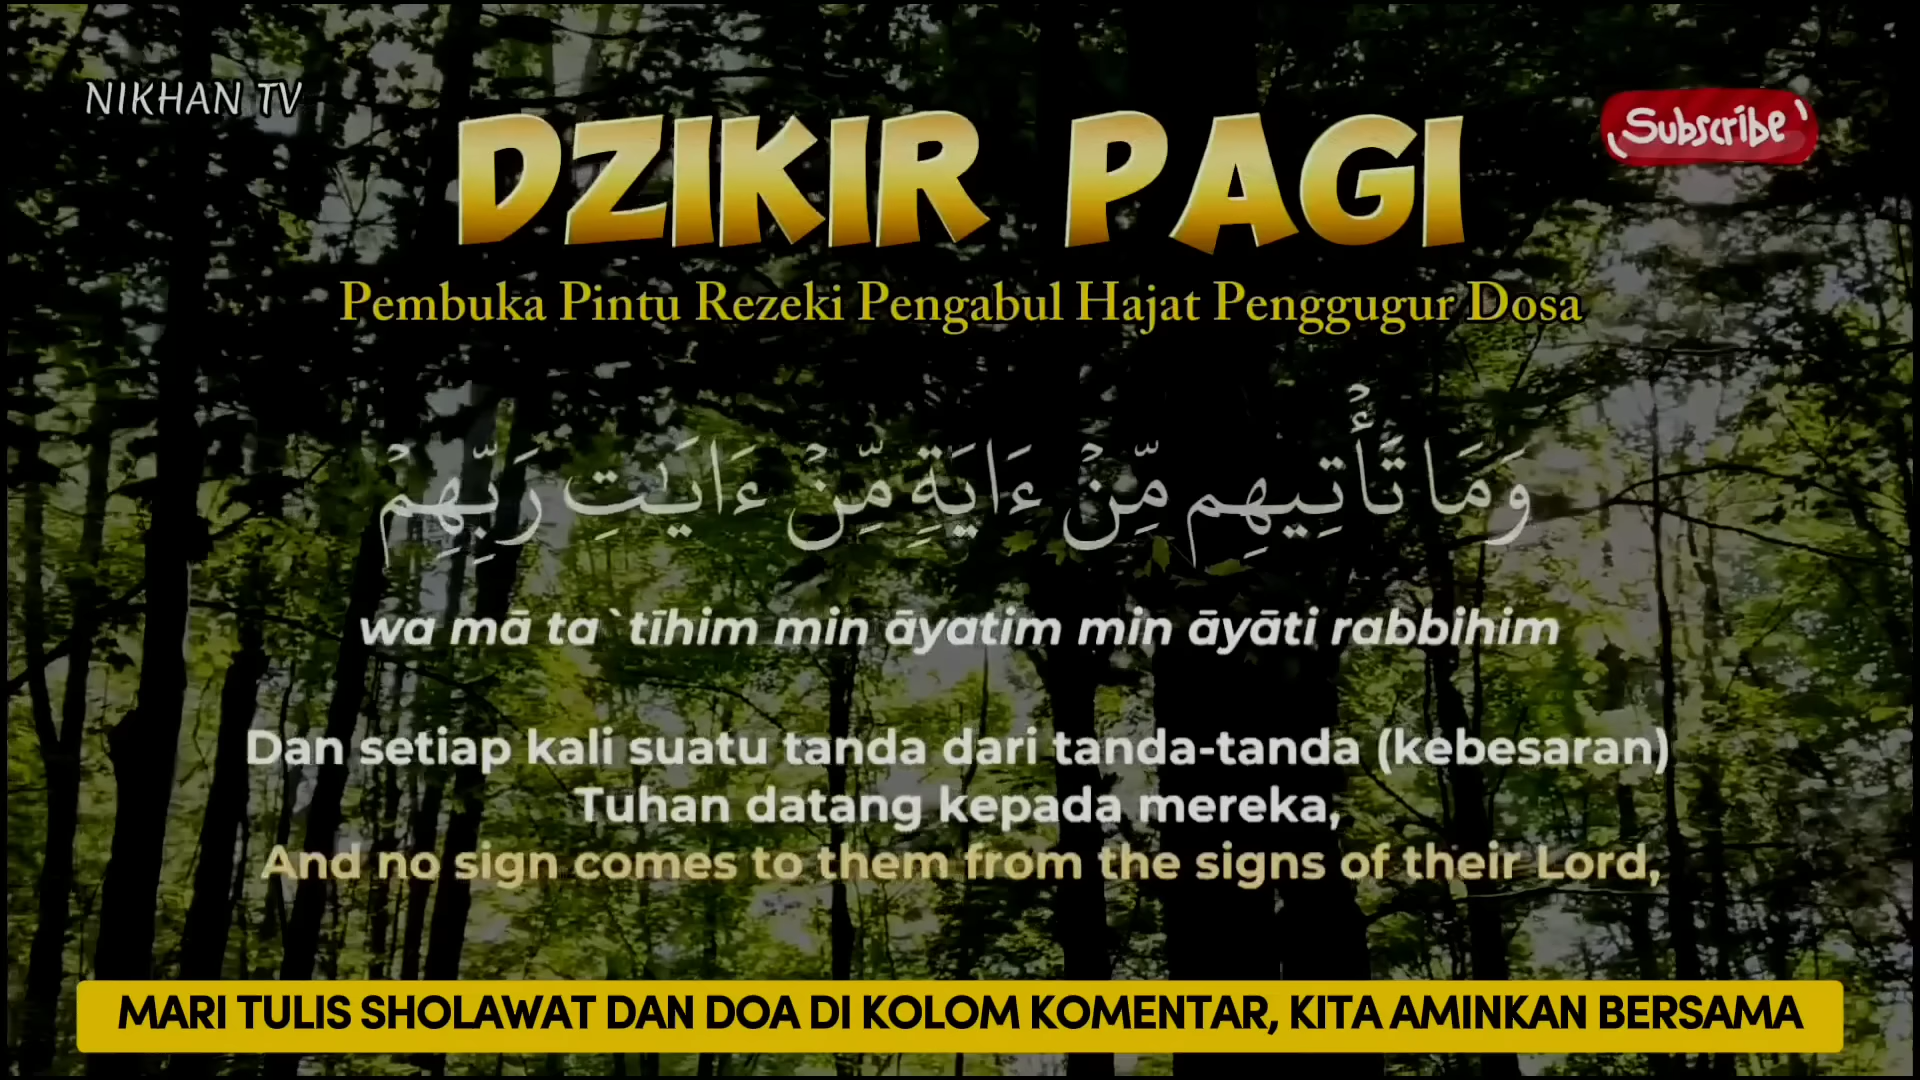 NIKHAN TV
Subscribe
DZIKIR PAGI
Pembuka Pintu Rezeki Pengabul Hajat Penggugur Dosa
وَمَا تَأۡتِيهِم مِّنۡ ءَايَةٖ مِّنۡ ءَايَٰتِ رَبِّهِمۡ
wa mā ta`tīhim min āyatim min āyāti rabbihim
Dan setiap kali suatu tanda dari tanda-tanda (kebesaran)
Tuhan datang kepada mereka,
And no sign comes to them from the signs of their Lord,
MARI TULIS SHOLAWAT DAN DOA DI KOLOM KOMENTAR, KITA AMINKAN BERSAMA